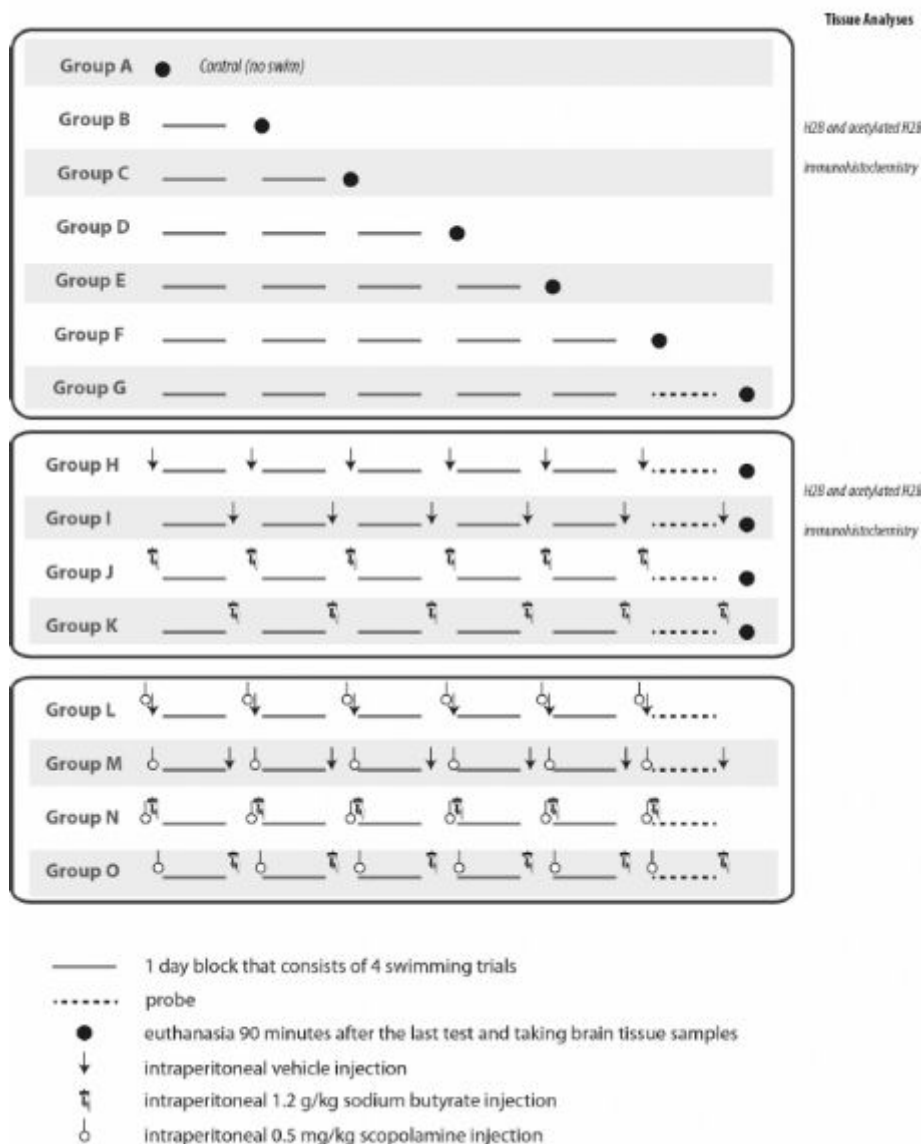 Tissue Analyses
Group A Control (no swim)
Group B
H2B and acetylated H2B
Group C
immunohistochemistry
Group D
Group E
Group F
Group G
Group H
H2B and acetylated H2B
Group I
immunohistochemistry
Group J
Group K
Group L
Group M
Group N
Group O
1 day block that consists of 4 swimming trials
probe
euthanasia 90 minutes after the last test and taking brain tissue samples
intraperitoneal vehicle injection
intraperitoneal 1.2 g/kg sodium butyrate injection
intraperitoneal 0.5 mg/kg scopolamine injection